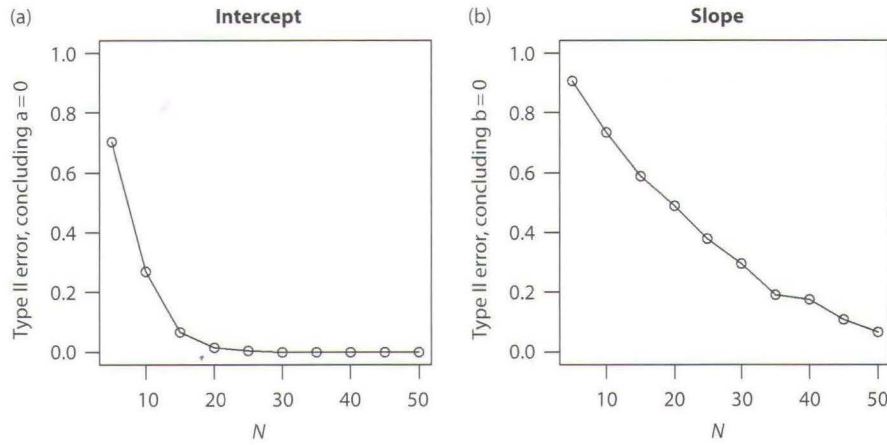 (a) Intercept
Type II error, concluding a = 0
1.0
0.8
0.6
0.4
0.2
0.0
10 20 30 40 50
N
(b) Slope
Type II error, concluding b = 0
1.0
0.8
0.6
0.4
0.2
0.0
10 20 30 40 50
N